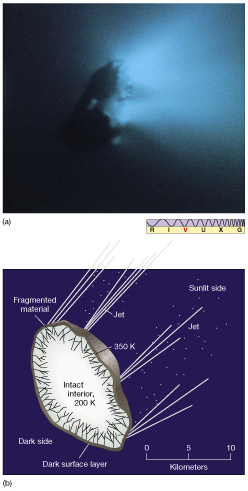 (a)
R I V U X G
Sunlit side
Fragmented
material
Jet
Jet
350 K
Intact
interior,
200 K
Dark side
0 5 10
Kilometers
Dark surface layer
(b)